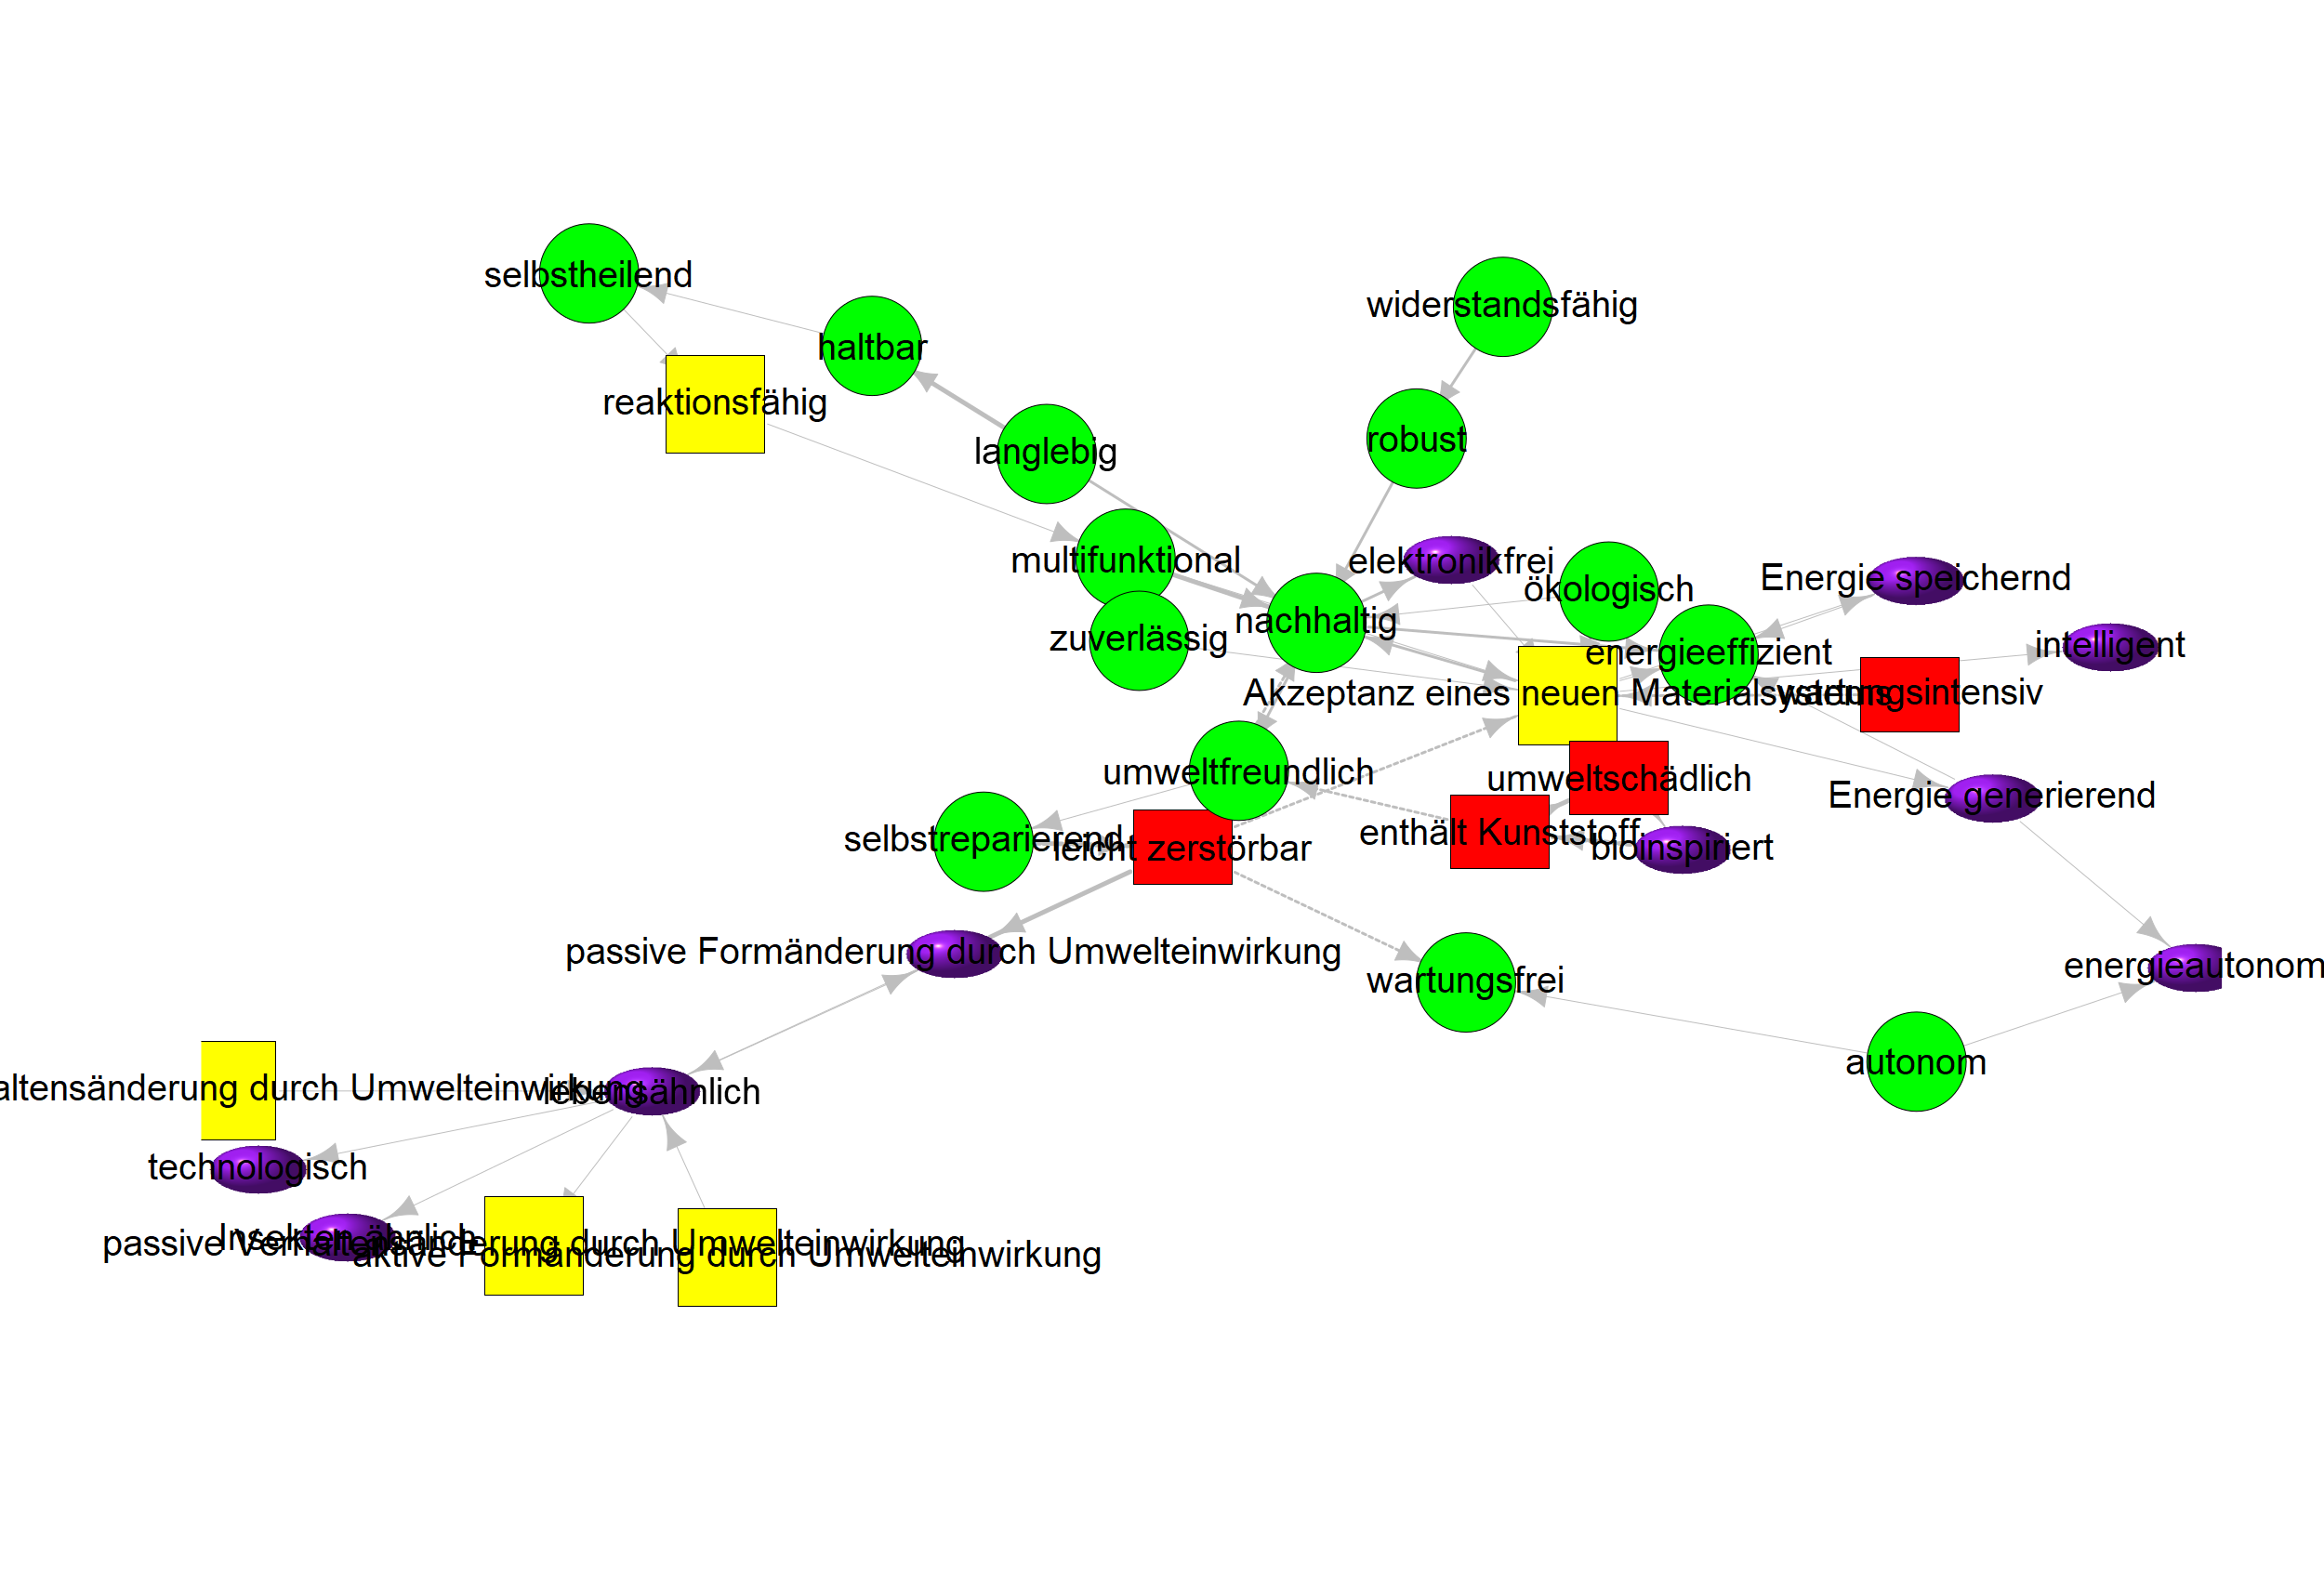 selbstheilend
widerstandsfähig
haltbar
reaktionsfähig
robust
langlebig
multifunktional
elektronikfrei
Energie speichernd
ökologisch
nachhaltig
zuverlässig
energieeffizient
intelligent
Akzeptanz eines neuen Materialsystems
wartungsintensiv
umweltfreundlich
umweltschädlich
Energie generierend
selbstreparierend
leicht zerstörbar
enthält Kunststoff
bioinspiriert
passive Formänderung durch Umwelteinwirkung
energieautonom
wartungsfrei
autonom
altensänderung durch Umwelteinwirkung
lebensähnlich
technologisch
Insekten ähnlich
passive Verhaltensänderung durch Umwelteinwirkung
aktive Formänderung durch Umwelteinwirkung